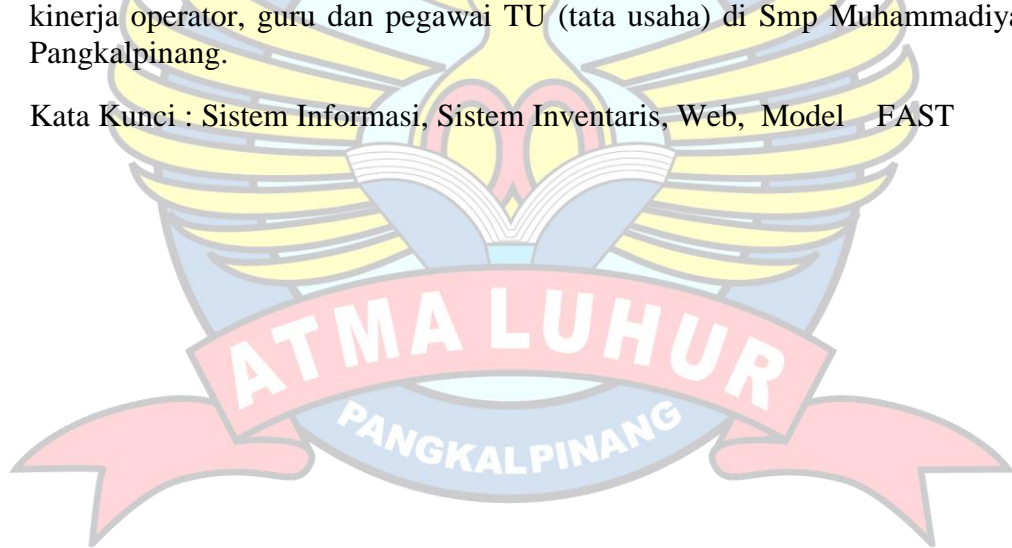 kinerja operator, guru dan pegawai TU (tata usaha) di Smp Muhammadiya
Pangkalpinang.
Kata Kunci : Sistem Informasi, Sistem Inventaris, Web, Model FAST
ATMA LUHUR
PANGKALPINANG